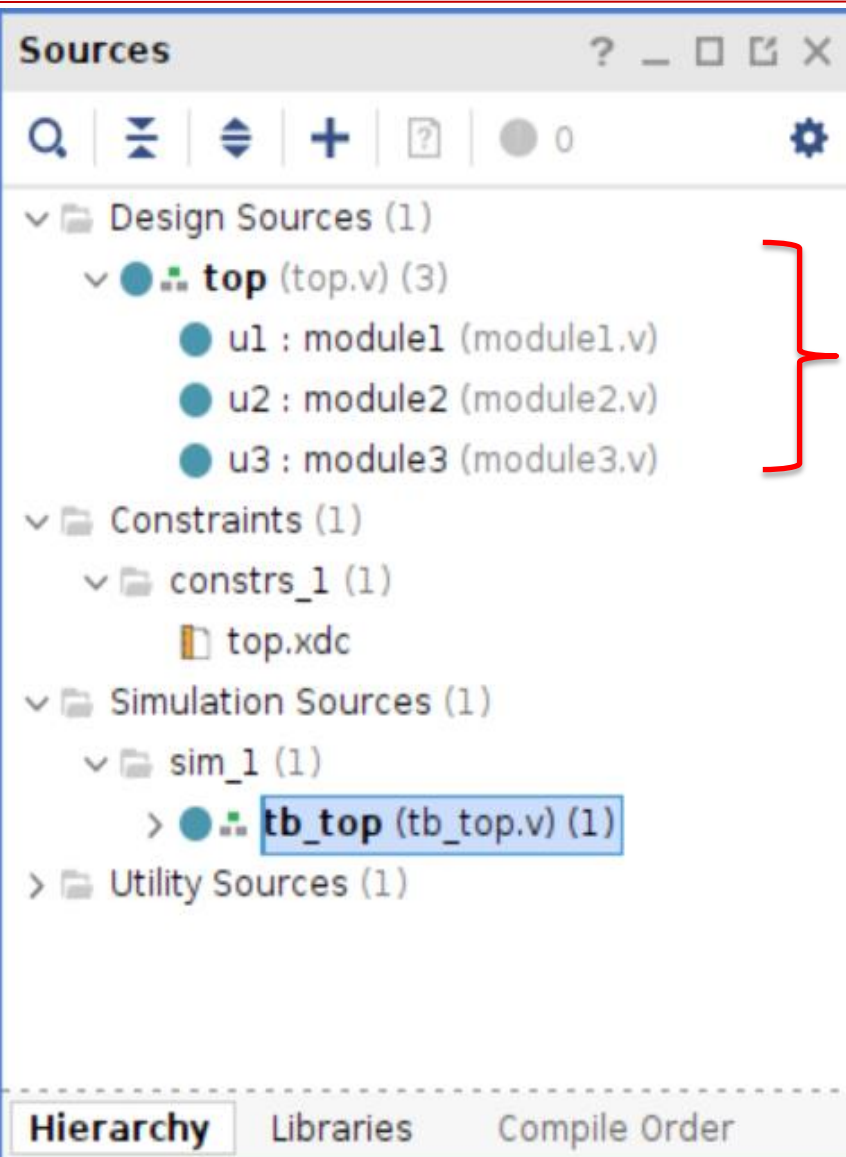 Sources
0
Design Sources (1)
top (top.v) (3)
u1 : module1 (module1.v)
u2 : module2 (module2.v)
u3 : module3 (module3.v)
Constraints (1)
constrs_1 (1)
top.xdc
Simulation Sources (1)
sim_1 (1)
tb_top (tb_top.v) (1)
Utility Sources (1)
Hierarchy Libraries Compile Order